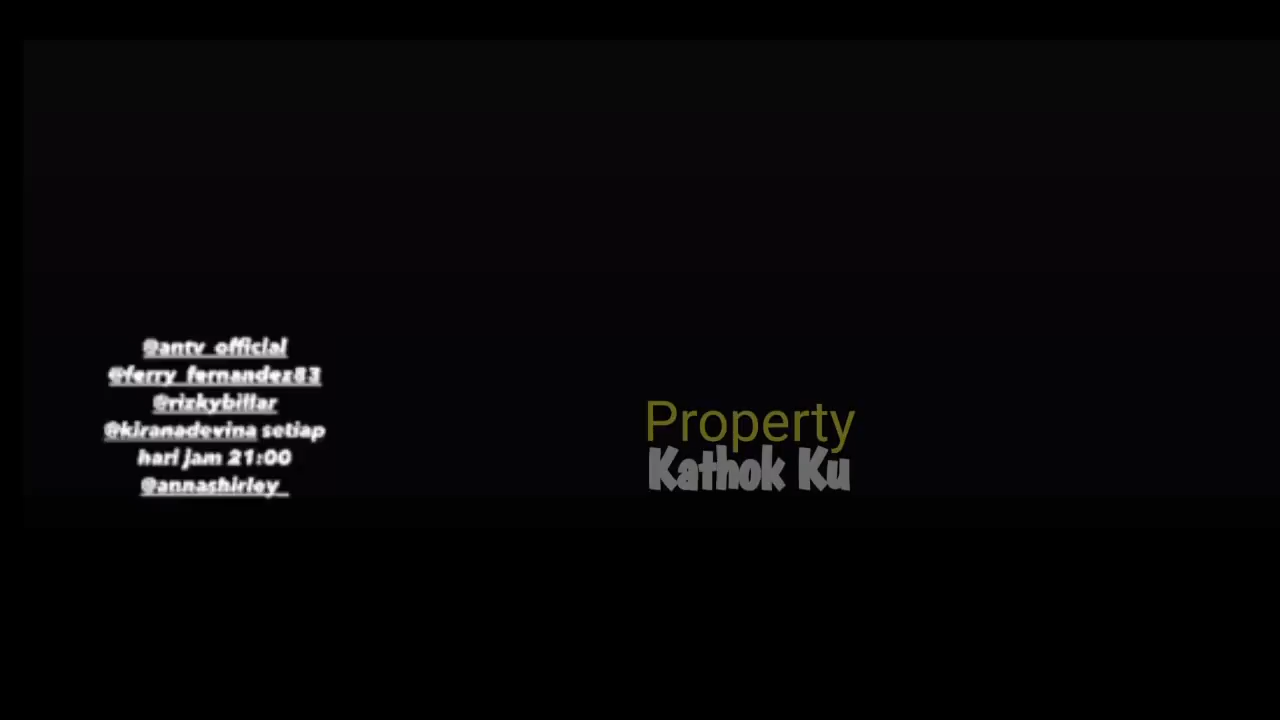 @antv_official
@ferry_fernandez83
@rizkybillar
@kiranadevina setiap
hari jam 21:00
@annashirley_
Property
Kathok Ku